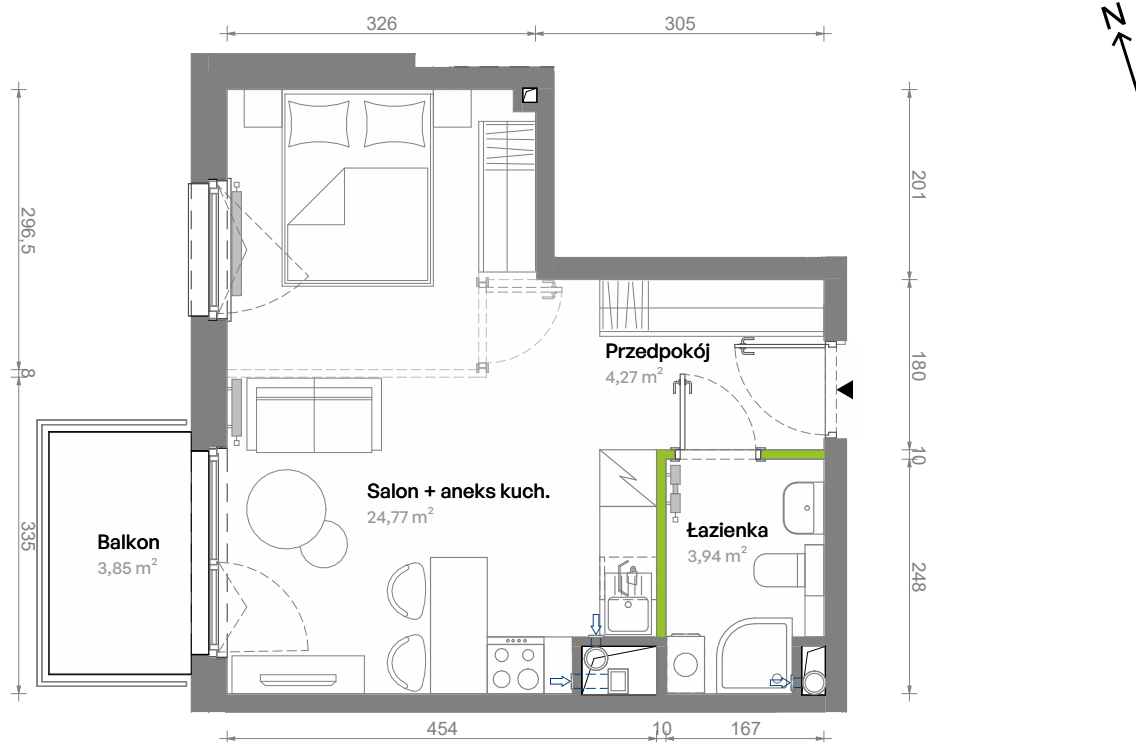 326
305
N
296,5
201
Przedpokój
4,27 m²
180
8
10
Salon + aneks kuch.
24,77 m²
335
Balkon
3,85 m²
Łazienka
3,94 m²
248
454
10
167